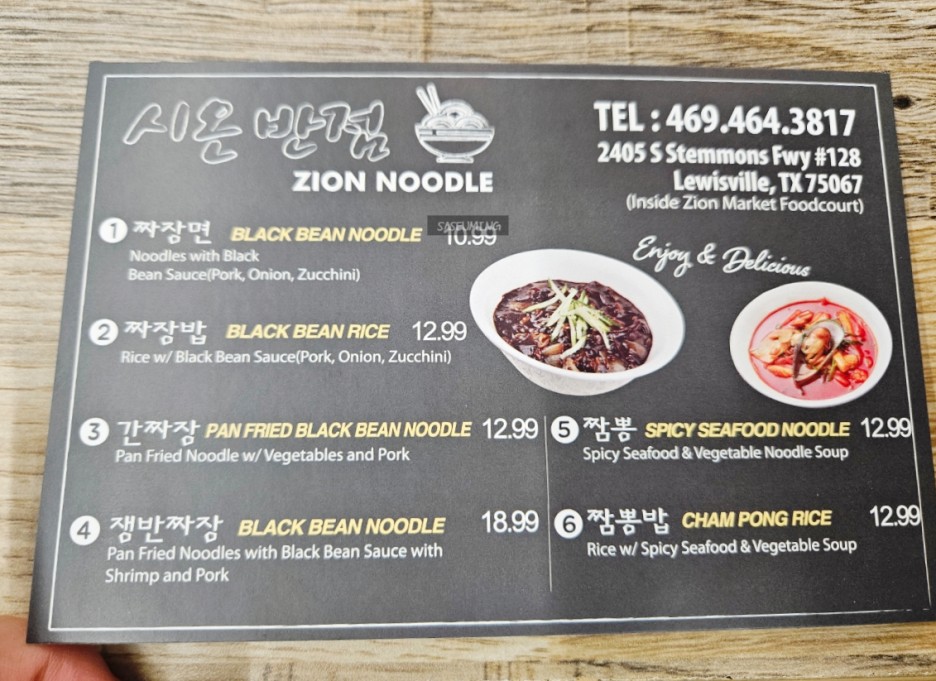 시온 반점
ZION NOODLE
TEL : 469.464.3817
2405 S Stemmons Fwy #128
Lewisville, TX 75067
(Inside Zion Market Foodcourt)
Enjoy & Delicious
1 짜장면 BLACK BEAN NOODLE 10.99
Noodles with Black
Bean Sauce(Pork, Onion, Zucchini)
2 짜장밥 BLACK BEAN RICE 12.99
Rice w/ Black Bean Sauce(Pork, Onion, Zucchini)
3 간짜장 PAN FRIED BLACK BEAN NOODLE 12.99
Pan Fried Noodle w/ Vegetables and Pork
4 쟁반짜장 BLACK BEAN NOODLE 18.99
Pan Fried Noodles with Black Bean Sauce with
Shrimp and Pork
5 짬뽕 SPICY SEAFOOD NOODLE 12.99
Spicy Seafood & Vegetable Noodle Soup
6 짬뽕밥 CHAM PONG RICE 12.99
Rice w/ Spicy Seafood & Vegetable Soup